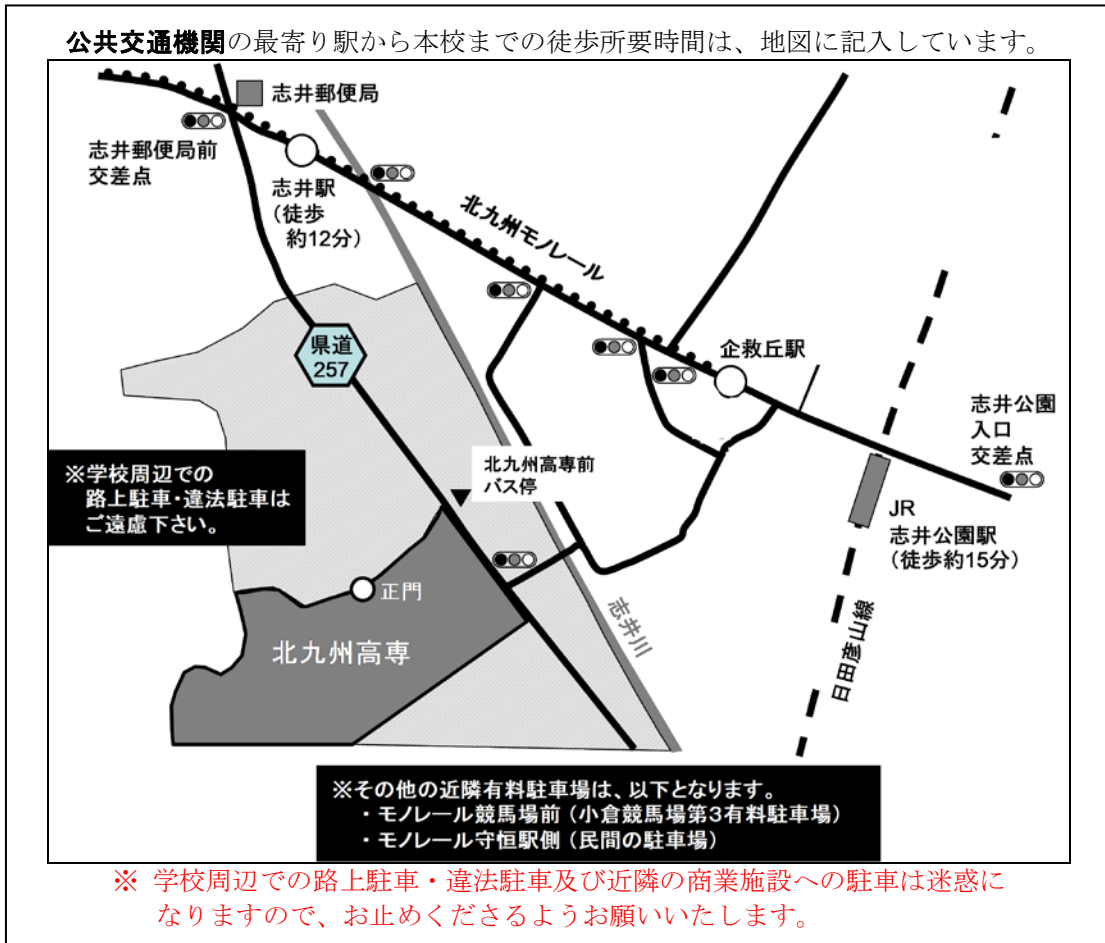 公共交通機関の最寄り駅から本校までの徒歩所要時間は、地図に記入しています。
志井郵便局
志井郵便局前
交差点
志井駅
（徒歩
約12分）
北九州モノレール
県道
257
企救丘駅
志井公園
入口
交差点
※学校周辺での
路上駐車・違法駐車は
ご遠慮下さい。
北九州高専前
バス停
JR
志井公園駅
（徒歩約15分）
正門
北九州高専
志井川
日田彦山線
※その他の近隣有料駐車場は、以下となります。
・モノレール競馬場前（小倉競馬場第3有料駐車場）
・モノレール守恒駅側（民間の駐車場）
※ 学校周辺での路上駐車・違法駐車及び近隣の商業施設への駐車は迷惑に
なりますので、お止めくださるようお願いいたします。